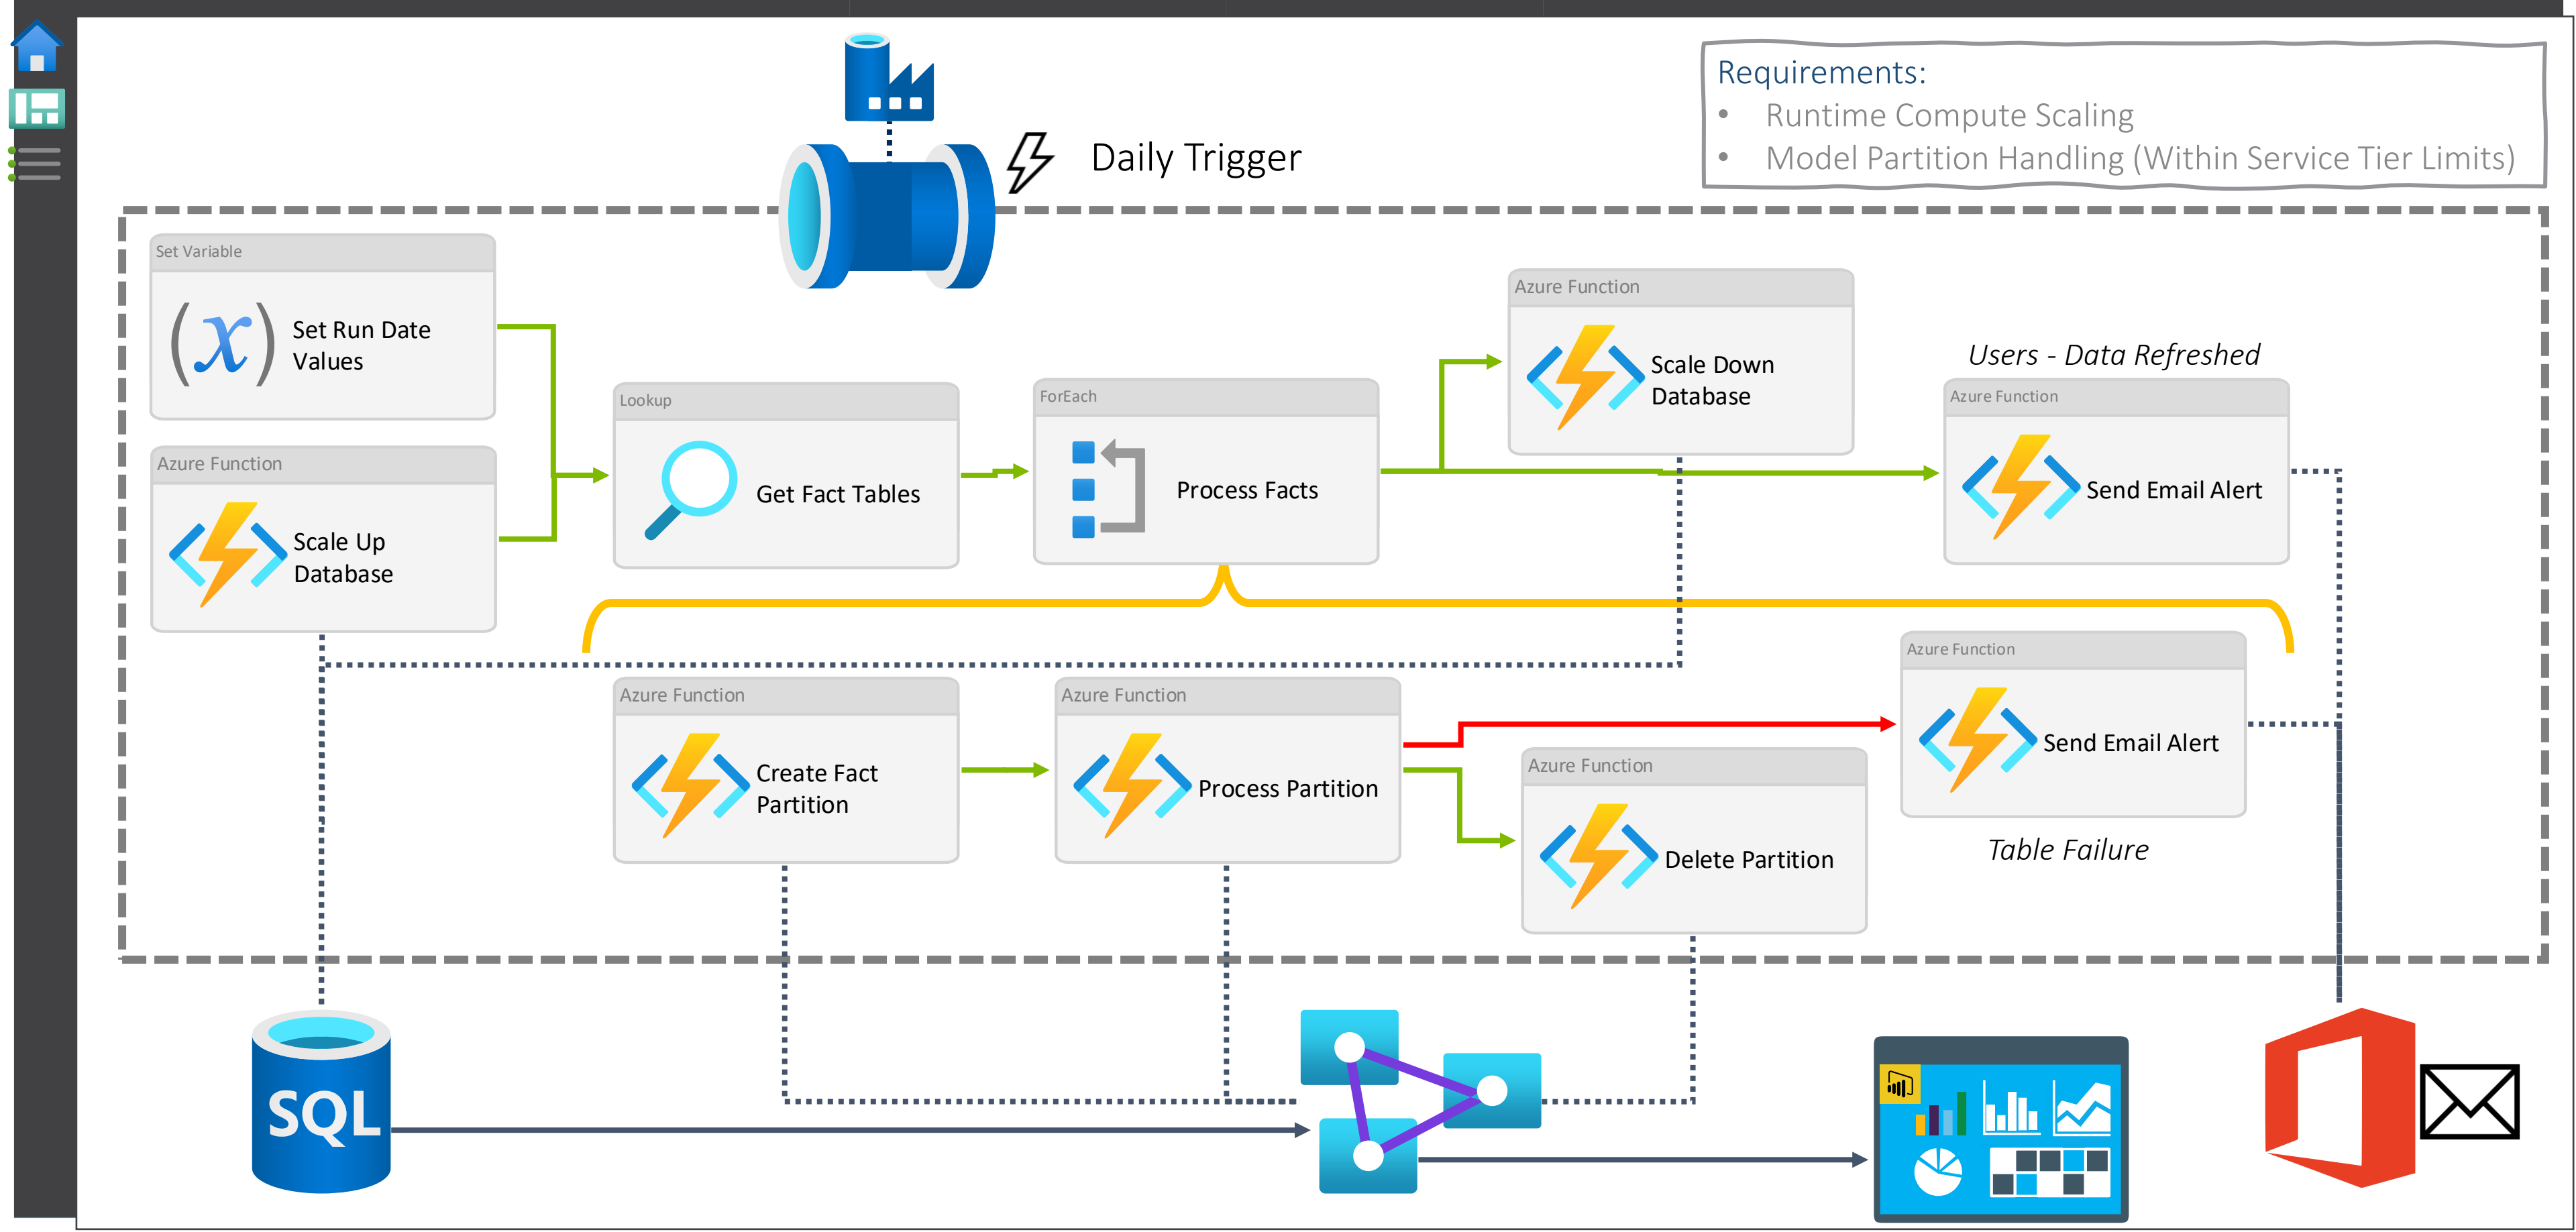 Requirements:
• Runtime Compute Scaling
• Model Partition Handling (Within Service Tier Limits)
Daily Trigger
Set Variable
(x)
Set Run Date
Values
Azure Function
Scale Up
Database
Lookup
Get Fact Tables
ForEach
Process Facts
Azure Function
Scale Down
Database
Users - Data Refreshed
Azure Function
Send Email Alert
Azure Function
Create Fact
Partition
Azure Function
Process Partition
Azure Function
Delete Partition
Azure Function
Send Email Alert
Table Failure
SQL